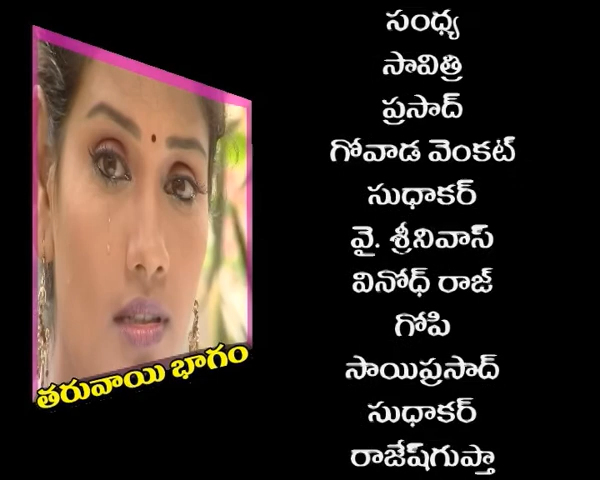 సంధ్య
సావిత్రి
ప్రసాద్
గోవాడ వెంకట్
సుధాకర్
వై. శ్రీనివాస్
వినోధ్ రాజ్
గోపి
సాయిప్రసాద్
సుధాకర్
రాజేష్‌గుప్తా
తరువాయి భాగం